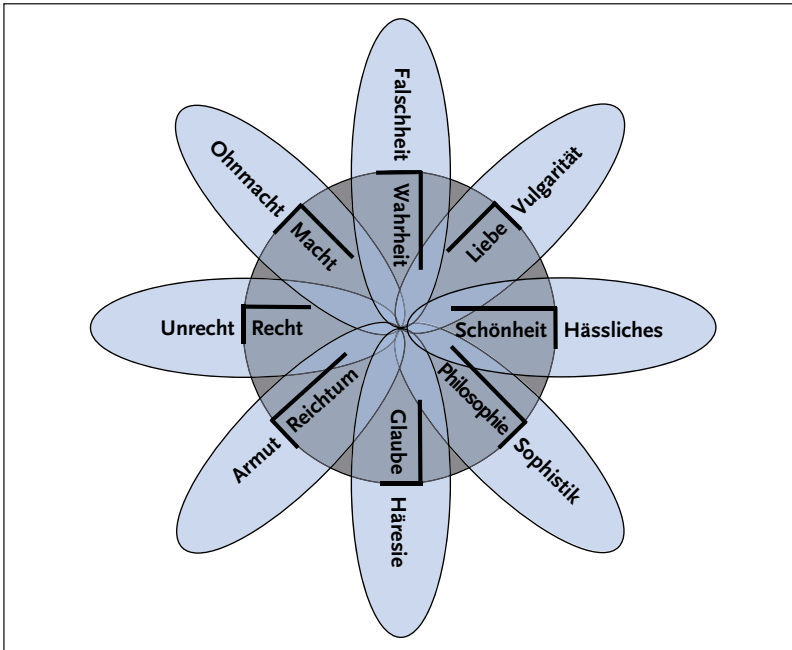 Falschheit
Wahrheit
Vulgarität
Liebe
Schönheit Hässliches
Philosophie
Sophistik
Glaube
Häresie
Reichtum
Armut
Unrecht Recht
Ohnmacht
Macht